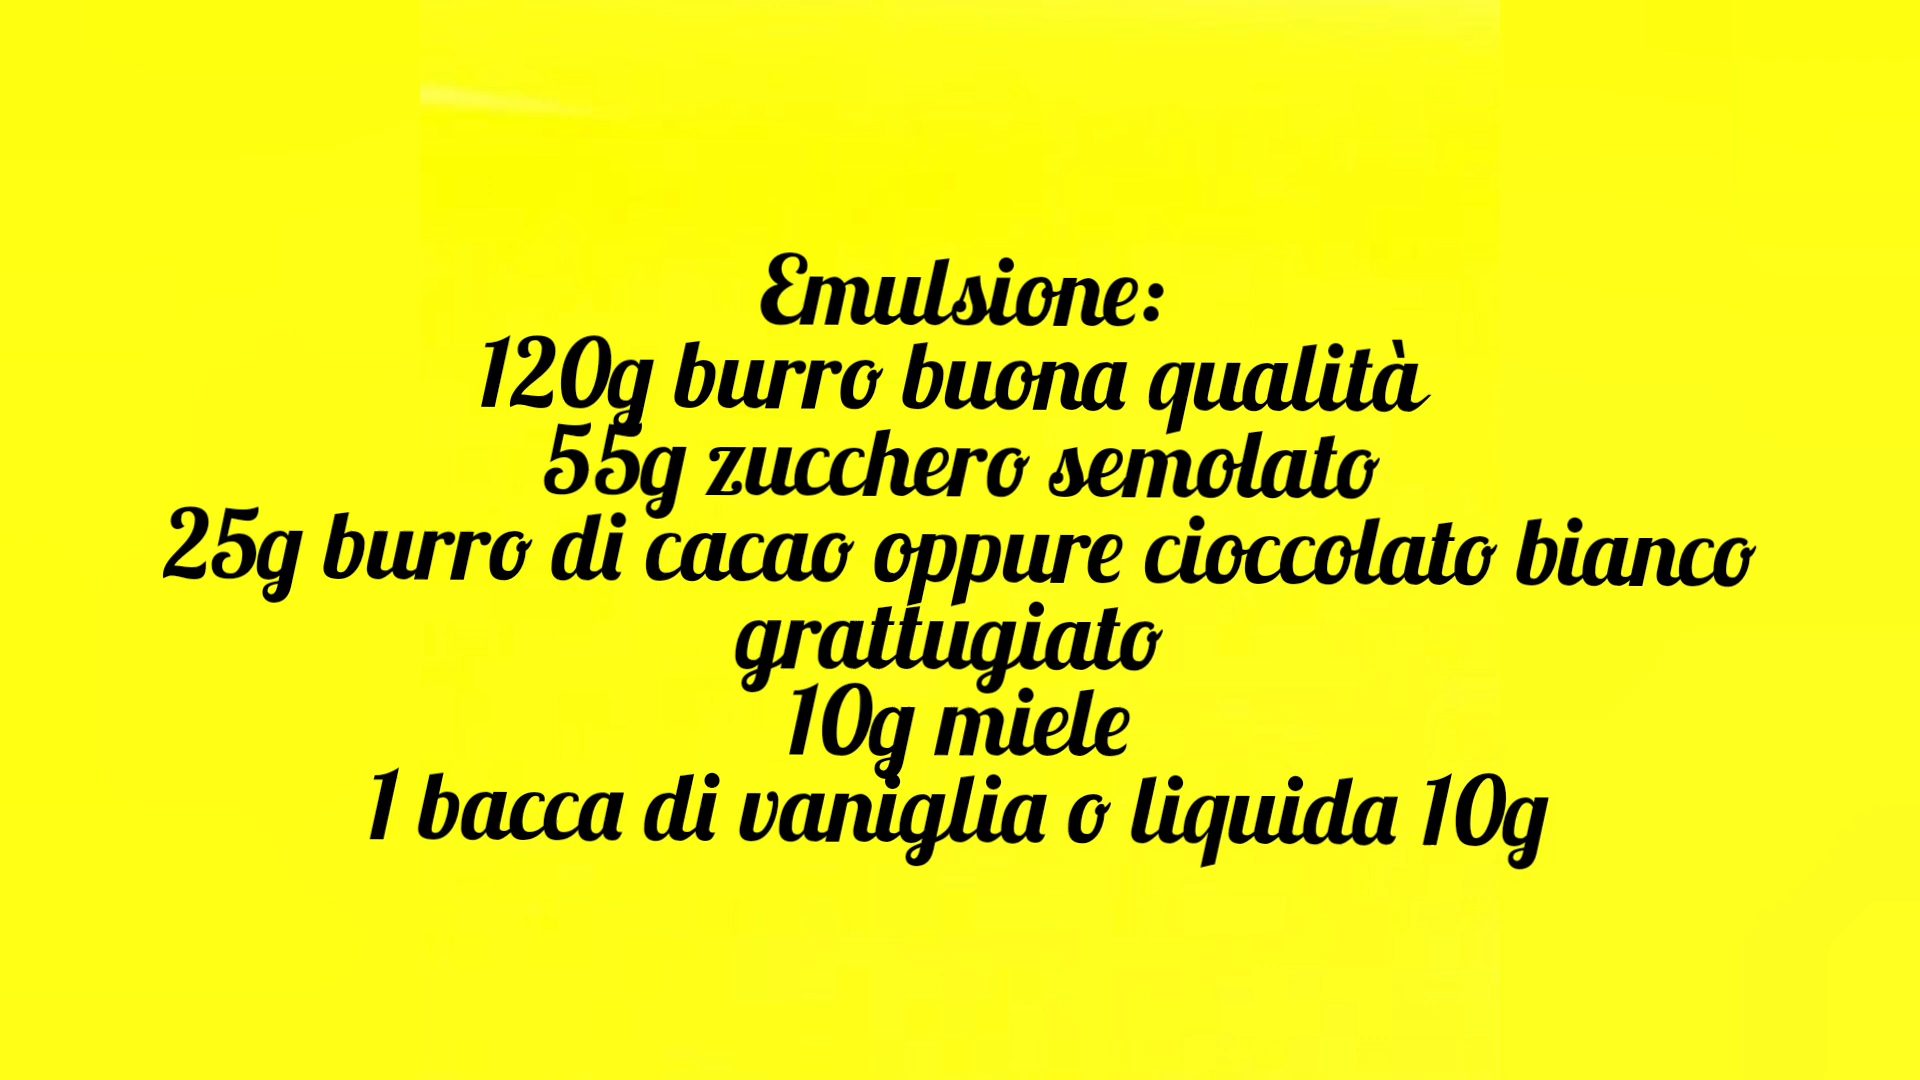 Emulsione:
120g burro buona qualità
55g zucchero semolato
25g burro di cacao oppure cioccolato bianco
grattugiato
10g miele
1 bacca di vaniglia o liquida 10g